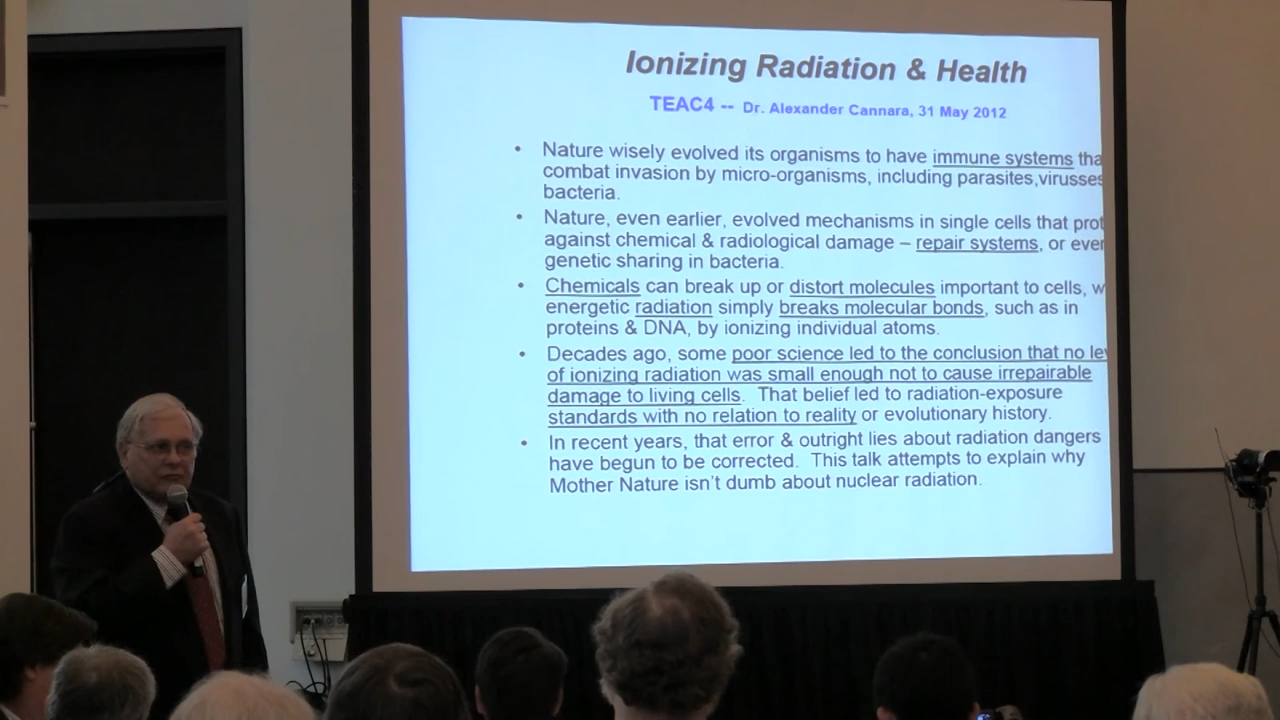 Ionizing Radiation & Health
TEAC4 -- Dr. Alexander Cannara, 31 May 2012
• Nature wisely evolved its organisms to have immune systems tha
combat invasion by micro-organisms, including parasites,virusses
bacteria.
• Nature, even earlier, evolved mechanisms in single cells that prot
against chemical & radiological damage – repair systems, or even
genetic sharing in bacteria.
• Chemicals can break up or distort molecules important to cells, w
energetic radiation simply breaks molecular bonds, such as in
proteins & DNA, by ionizing individual atoms.
• Decades ago, some poor science led to the conclusion that no lev
of ionizing radiation was small enough not to cause irrepairable
damage to living cells. That belief led to radiation-exposure
standards with no relation to reality or evolutionary history.
• In recent years, that error & outright lies about radiation dangers
have begun to be corrected. This talk attempts to explain why
Mother Nature isn't dumb about nuclear radiation.